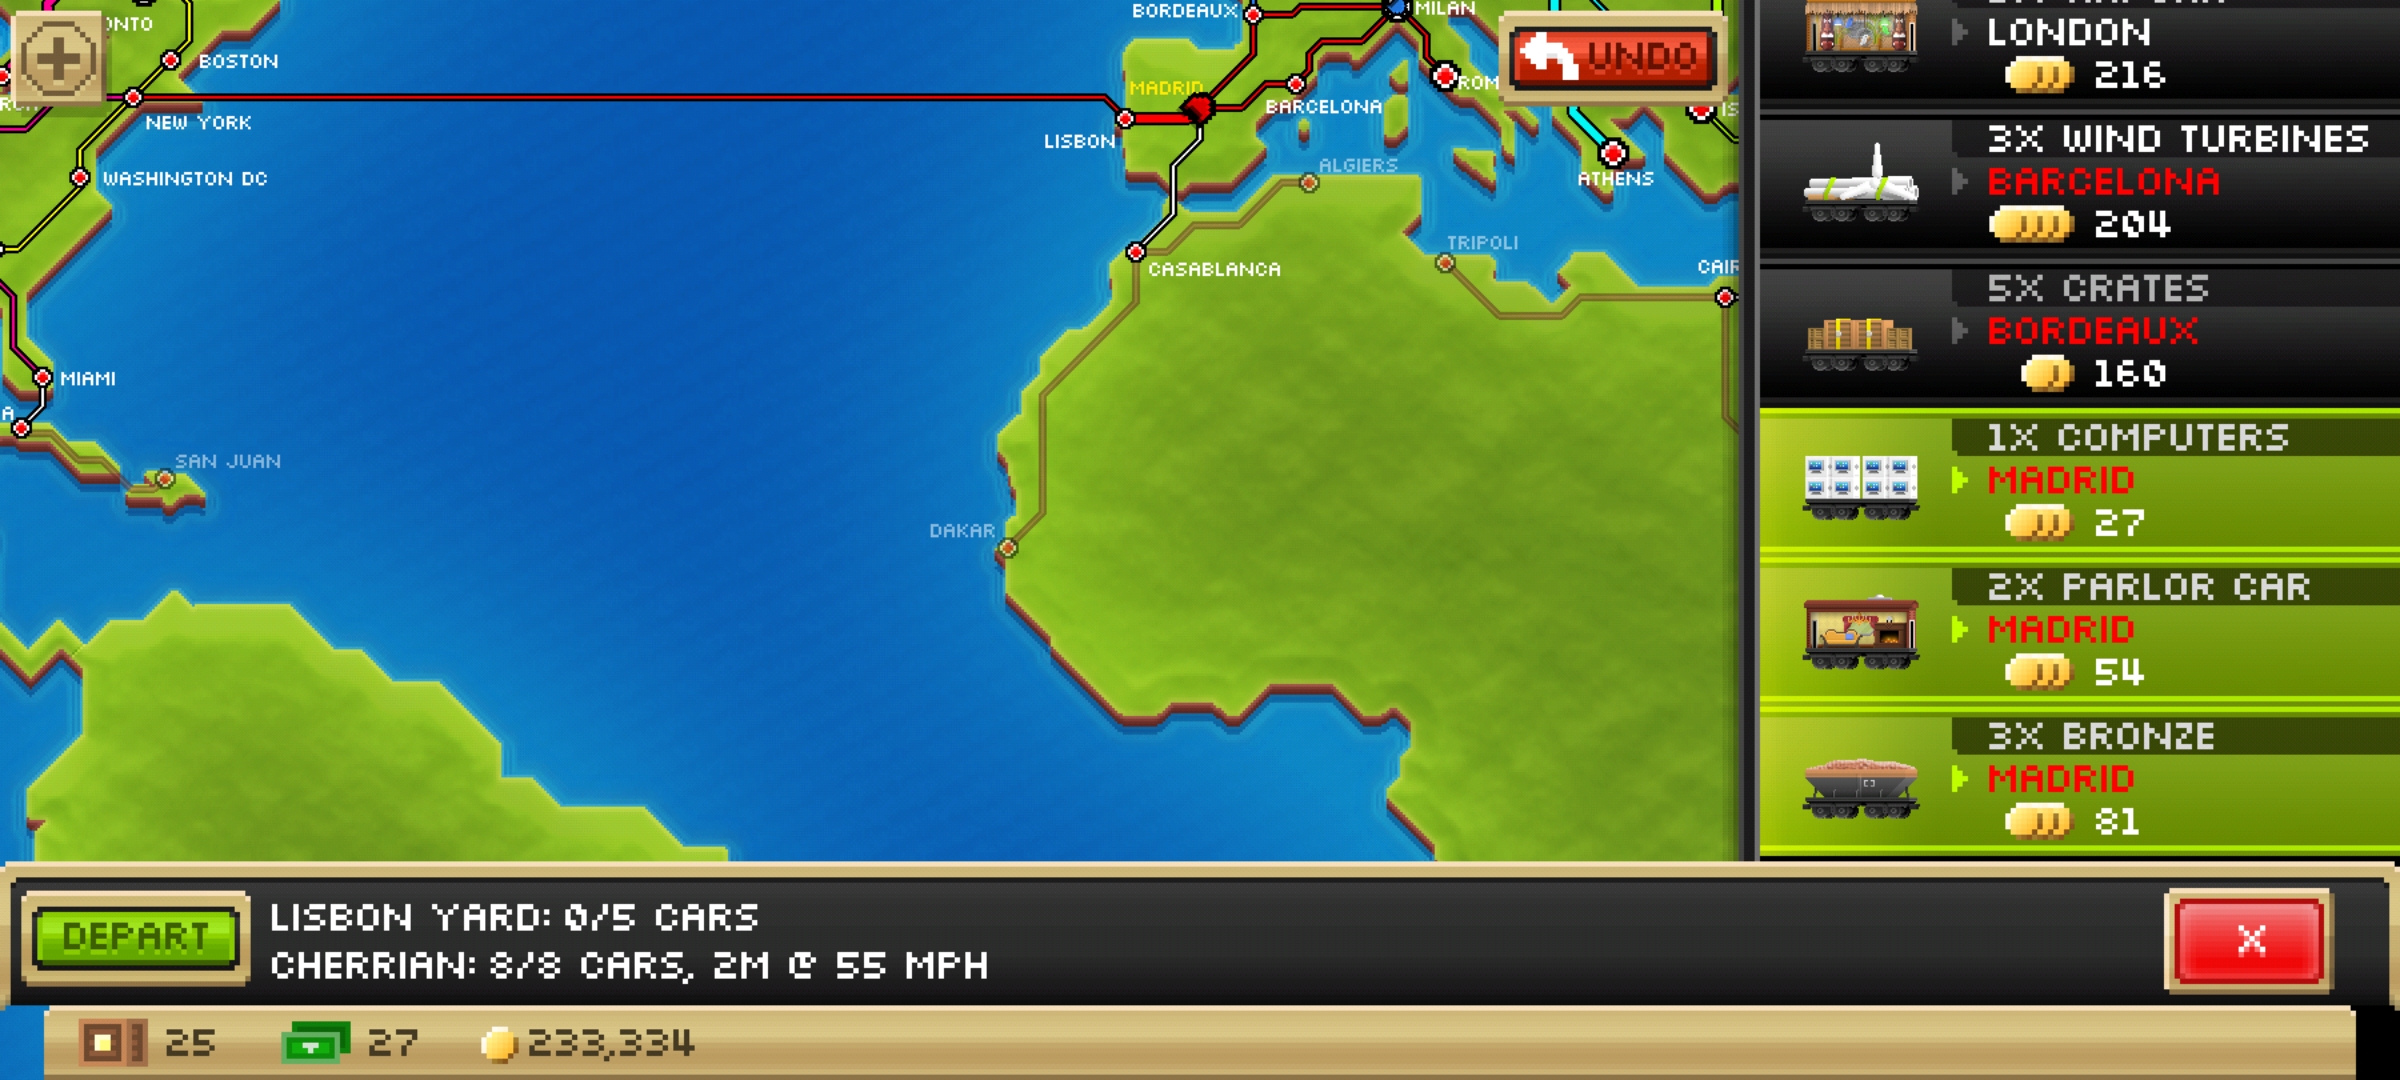 ONTO
BOSTON
NEW YORK
WASHINGTON DC
MIAMI
A
SAN JUAN
BORDEAUX
MILAN
MADRID
BARCELONA
ROM
LISBON
ALGIERS
ATHENS
IS
CASABLANCA
TRIPOLI
CAIR
DAKAR
UNDO
LONDON
216
3X WIND TURBINES
BARCELONA
204
5X CRATES
BORDEAUX
160
1X COMPUTERS
MADRID
27
2X PARLOR CAR
MADRID
54
3X BRONZE
MADRID
81
DEPART
LISBON YARD: 0/5 CARS
CHERRIAN: 8/8 CARS, 2M @ 55 MPH
X
25
27
233,334